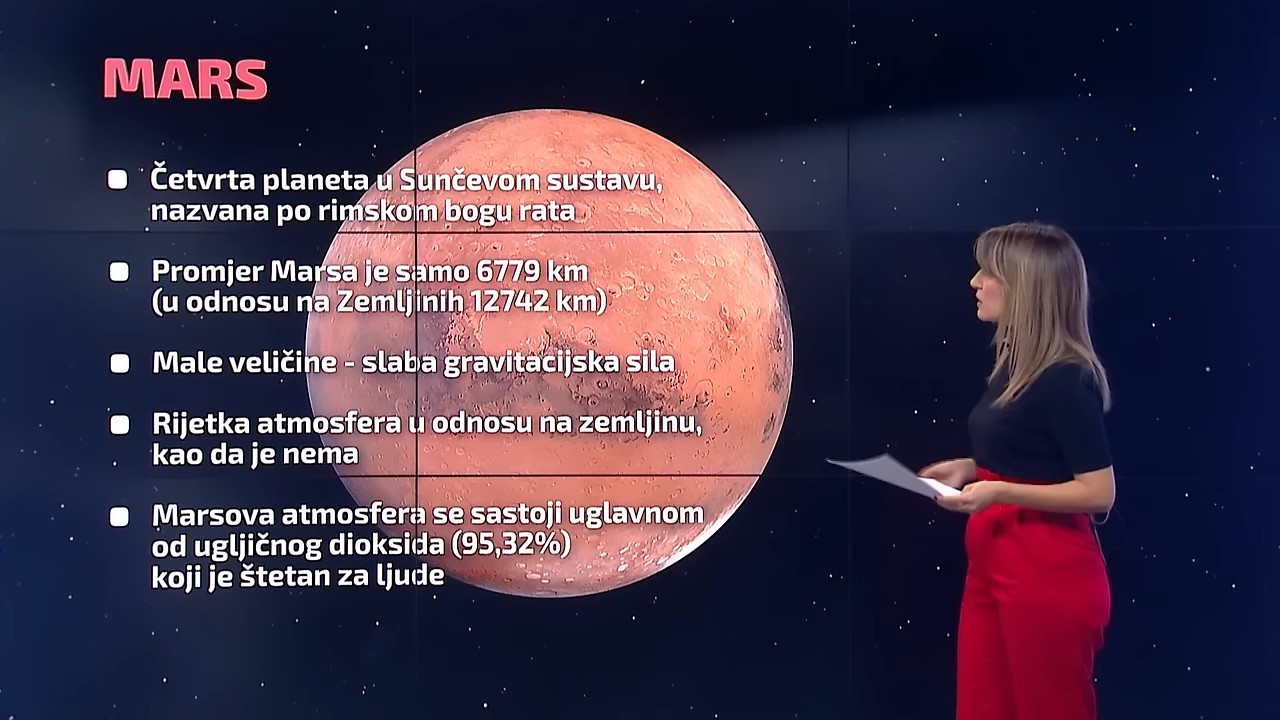 MARS
Četvrta planeta u Sunčevom sustavu,
nazvana po rimskom bogu rata
Promjer Marsa je samo 6779 km
(u odnosu na Zemljinih 12742 km)
Male veličine - slaba gravitacijska sila
Rijetka atmosfera u odnosu na zemljinu,
kao da je nema
Marsova atmosfera se sastoji uglavnom
od ugljičnog dioksida (95,32%)
koji je štetan za ljude